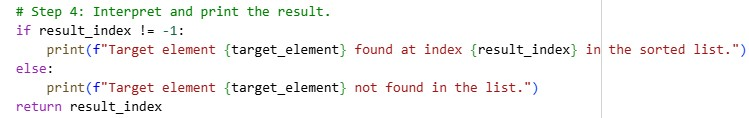 # Step 4: Interpret and print the result.
if result_index != -1:
    print(f"Target element {target_element} found at index {result_index} in the sorted list.")
else:
    print(f"Target element {target_element} not found in the list.")
return result_index